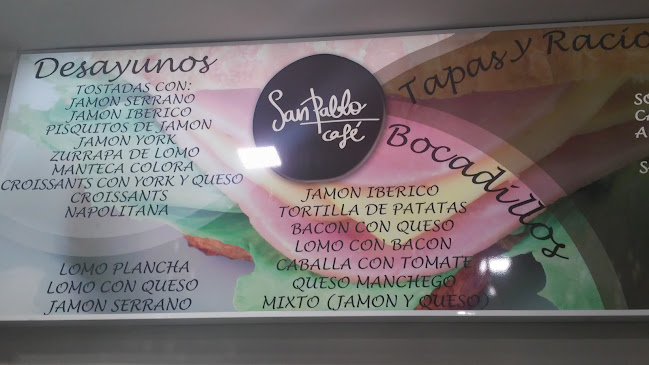 Desayunos
TOSTADAS CON:
JAMON SERRANO
JAMON IBERICO
PISQUITOS DE JAMON
JAMON YORK
ZURRAPA DE LOMO
MANTECA COLORA
CROISSANTS CON YORK Y QUESO
CROISSANTS
NAPOLITANA
LOMO PLANCHA
LOMO CON QUESO
JAMON SERRANO
San Pablo
café
Bocadillos
JAMON IBERICO
TORTILLA DE PATATAS
BACON CON QUESO
LOMO CON BACON
CABALLA CON TOMATE
QUESO MANCHEGO
MIXTO (JAMON Y QUESO)
Tapas y Racio